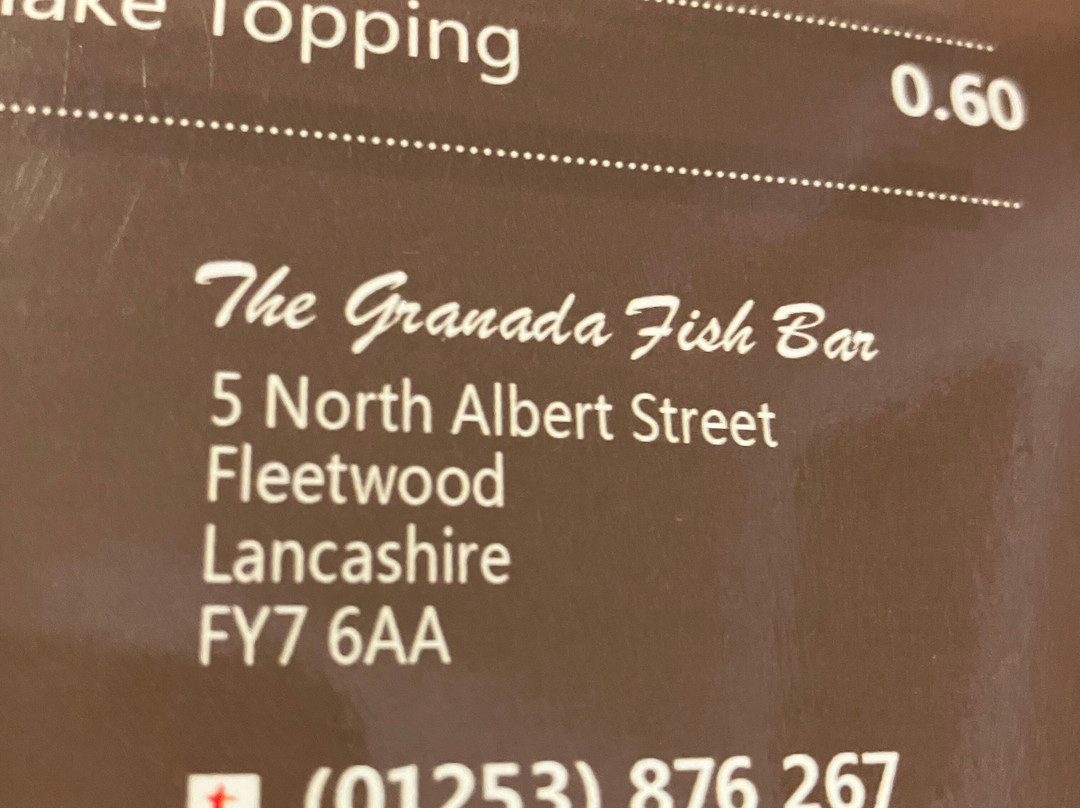 Topping
0.60
The Granada Fish Bar
5 North Albert Street
Fleetwood
Lancashire
FY7 6AA
t (01253) 876 267